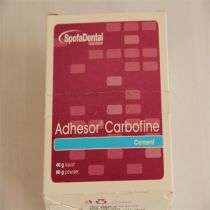 SpofaDental
Adhesor® Carbofine
Cement
40 g liquid
80 g powder